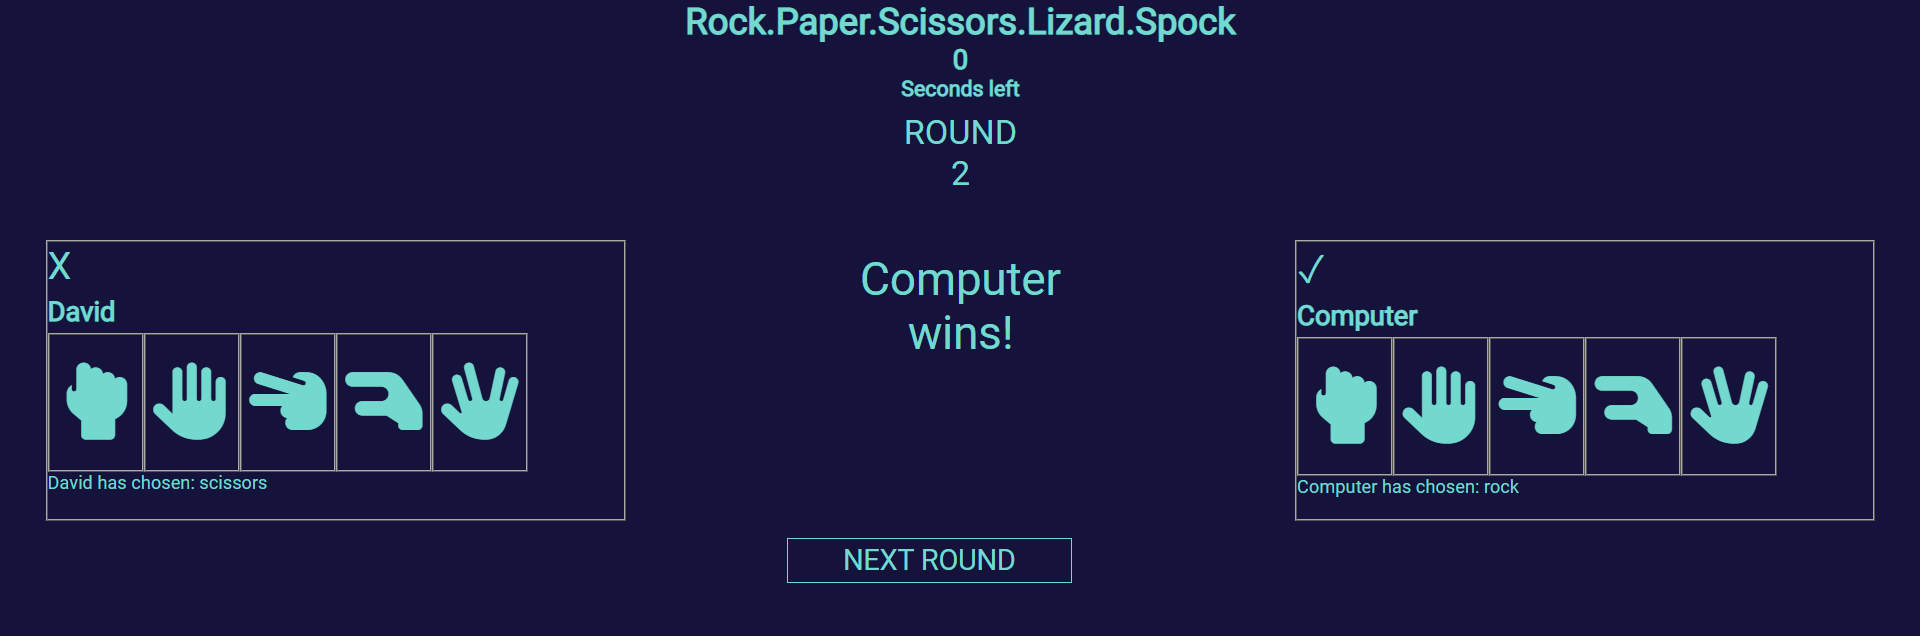 Rock.Paper.Scissors.Lizard.Spock
0
Seconds left
ROUND
2
X
David
David has chosen: scissors
Computer
wins!
✓
Computer
Computer has chosen: rock
NEXT ROUND